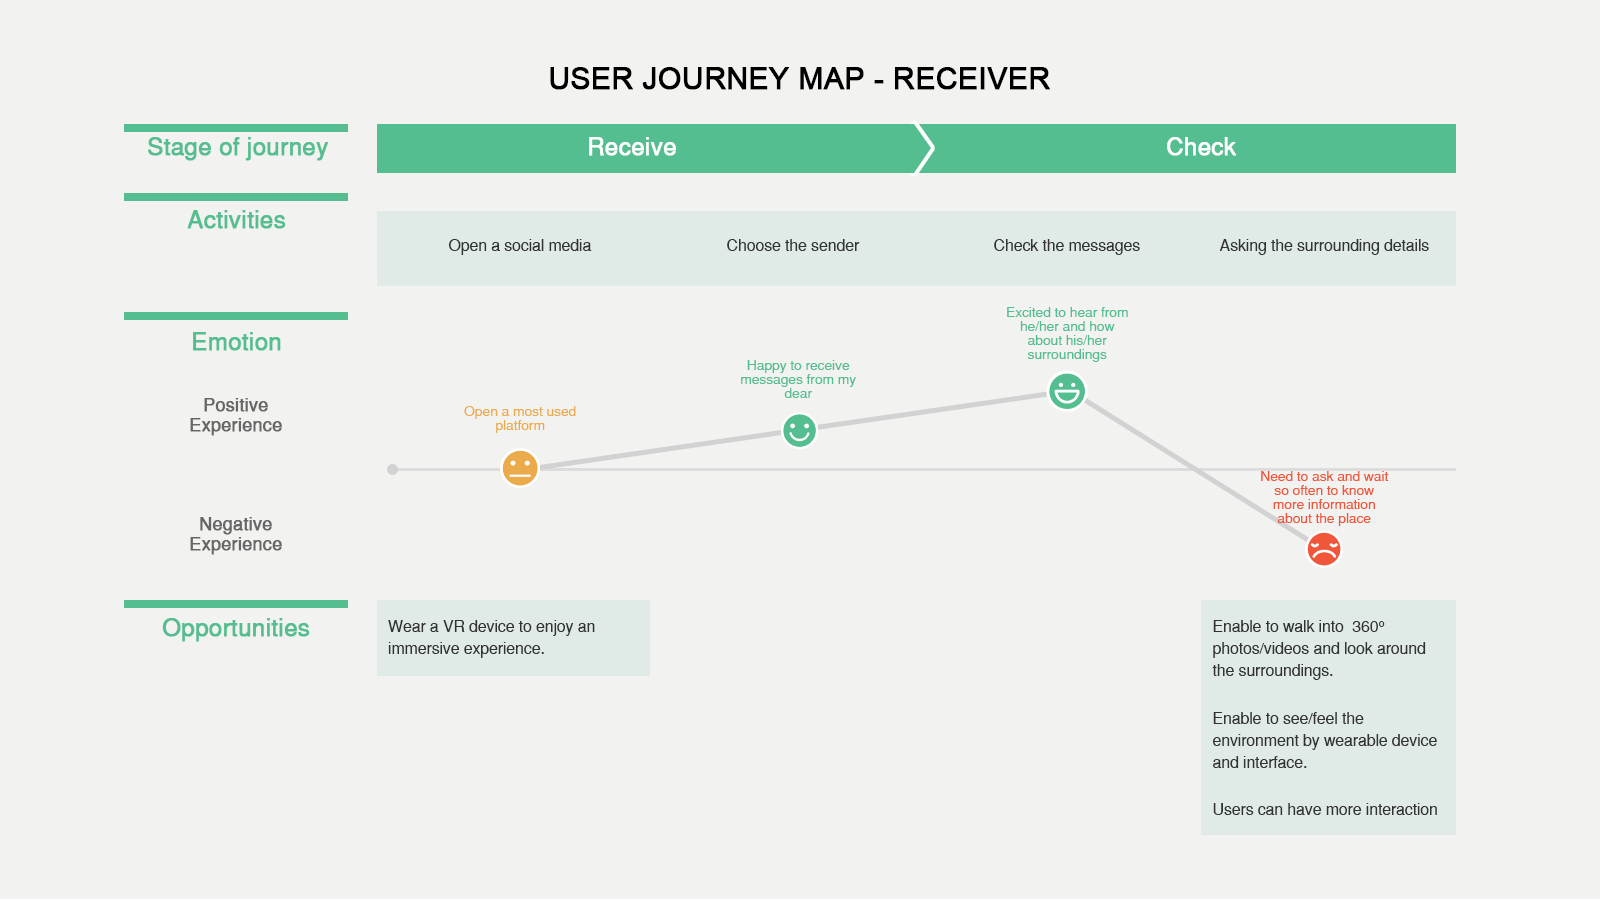 USER JOURNEY MAP - RECEIVER
Stage of journey
Receive
Check
Activities
Open a social media
Choose the sender
Check the messages
Asking the surrounding details
Emotion
Positive
Experience
Negative
Experience
Open a most used
platform
Happy to receive
messages from my
dear
Excited to hear from
he/her and how
about his/her
surroundings
Need to ask and wait
so often to know
more information
about the place
Opportunities
Wear a VR device to enjoy an
immersive experience.
Enable to walk into  360º
photos/videos and look around
the surroundings.
Enable to see/feel the
environment by wearable device
and interface.
Users can have more interaction